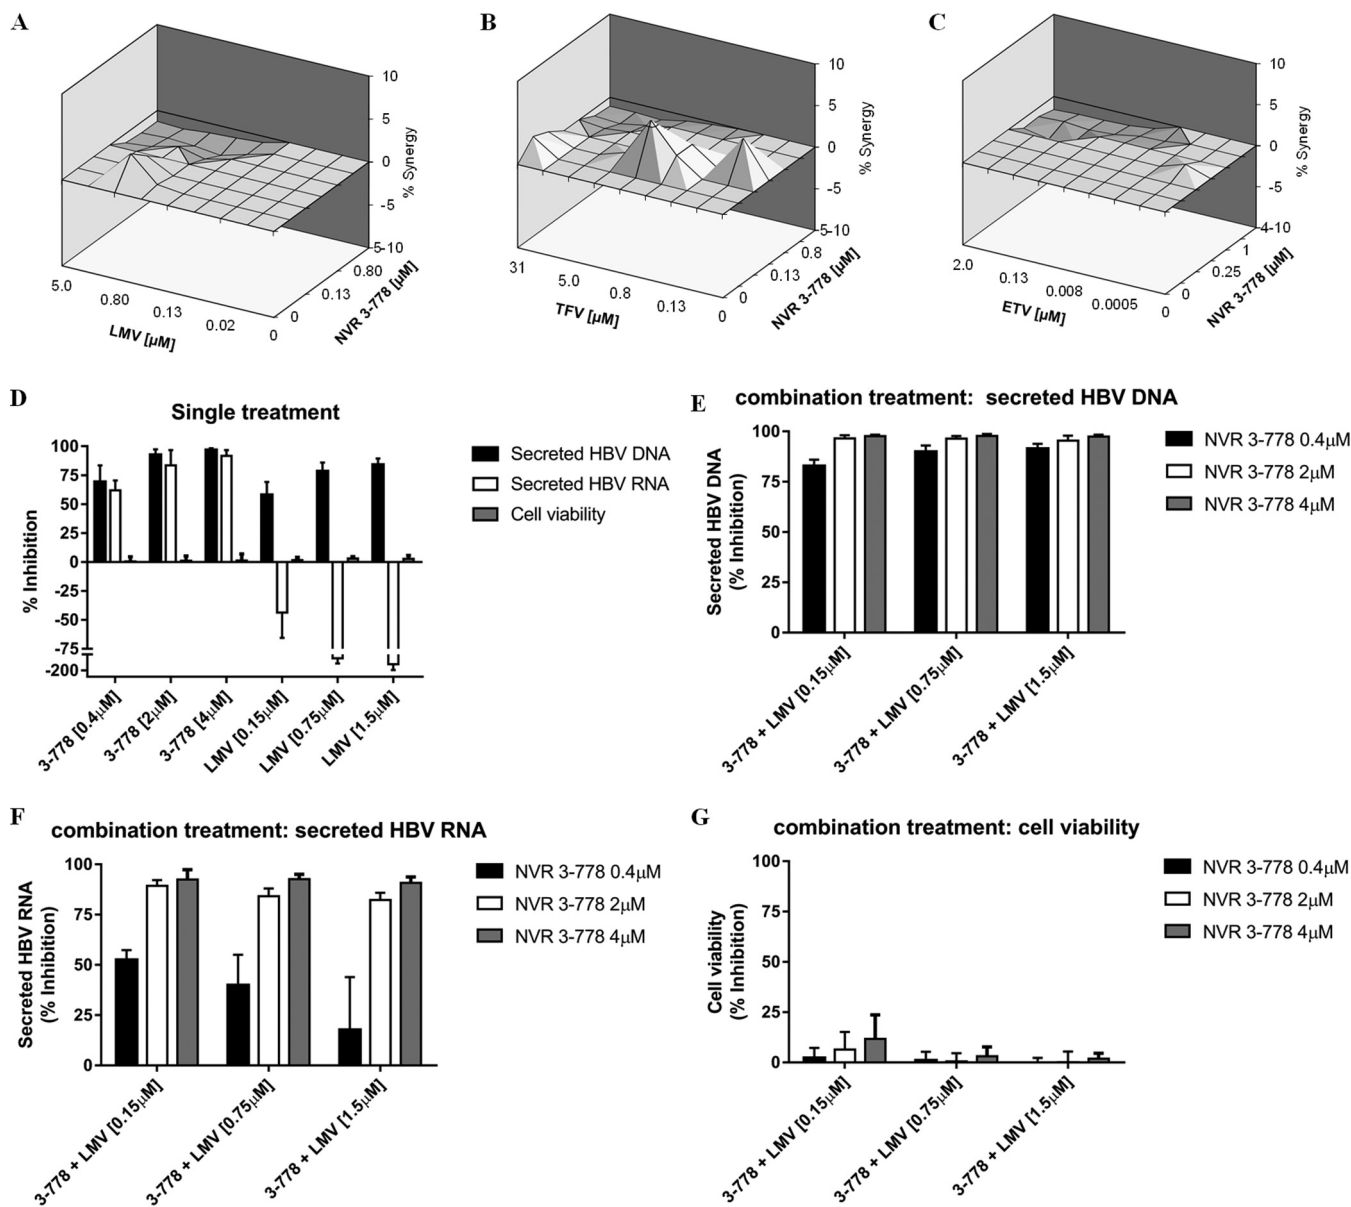 A
10
5
0
-5
5-10
% Synergy
5.0
0.80
0.13
0.02
0
LMV [µM]
0
0.13
0.80
NVR 3-778 [µM]
B
10
5
0
-5
5-10
% Synergy
31
5.0
0.8
0.13
0
TFV [µM]
0
0.13
0.8
NVR 3-778 [µM]
C
10
5
0
-5
4-10
% Synergy
2.0
0.13
0.008
0.0005
0
ETV [µM]
0
0.25
1
NVR 3-778 [µM]
D
Single treatment
% Inhibition
100
75
50
25
0
-25
-50
-75
-200
3-778 [0.4µM]
3-778 [2µM]
3-778 [4µM]
LMV [0.15µM]
LMV [0.75µM]
LMV [1.5µM]
Secreted HBV DNA
Secreted HBV RNA
Cell viability
E
combination treatment: secreted HBV DNA
Secreted HBV DNA
(% Inhibition)
100
75
50
25
0
3-778 + LMV [0.15µM]
3-778 + LMV [0.75µM]
3-778 + LMV [1.5µM]
NVR 3-778 0.4µM
NVR 3-778 2µM
NVR 3-778 4µM
F
combination treatment: secreted HBV RNA
Secreted HBV RNA
(% Inhibition)
100
75
50
25
0
3-778 + LMV [0.15µM]
3-778 + LMV [0.75µM]
3-778 + LMV [1.5µM]
NVR 3-778 0.4µM
NVR 3-778 2µM
NVR 3-778 4µM
G
combination treatment: cell viability
Cell viability
(% Inhibition)
100
75
50
25
0
3-778 + LMV [0.15µM]
3-778 + LMV [0.75µM]
3-778 + LMV [1.5µM]
NVR 3-778 0.4µM
NVR 3-778 2µM
NVR 3-778 4µM